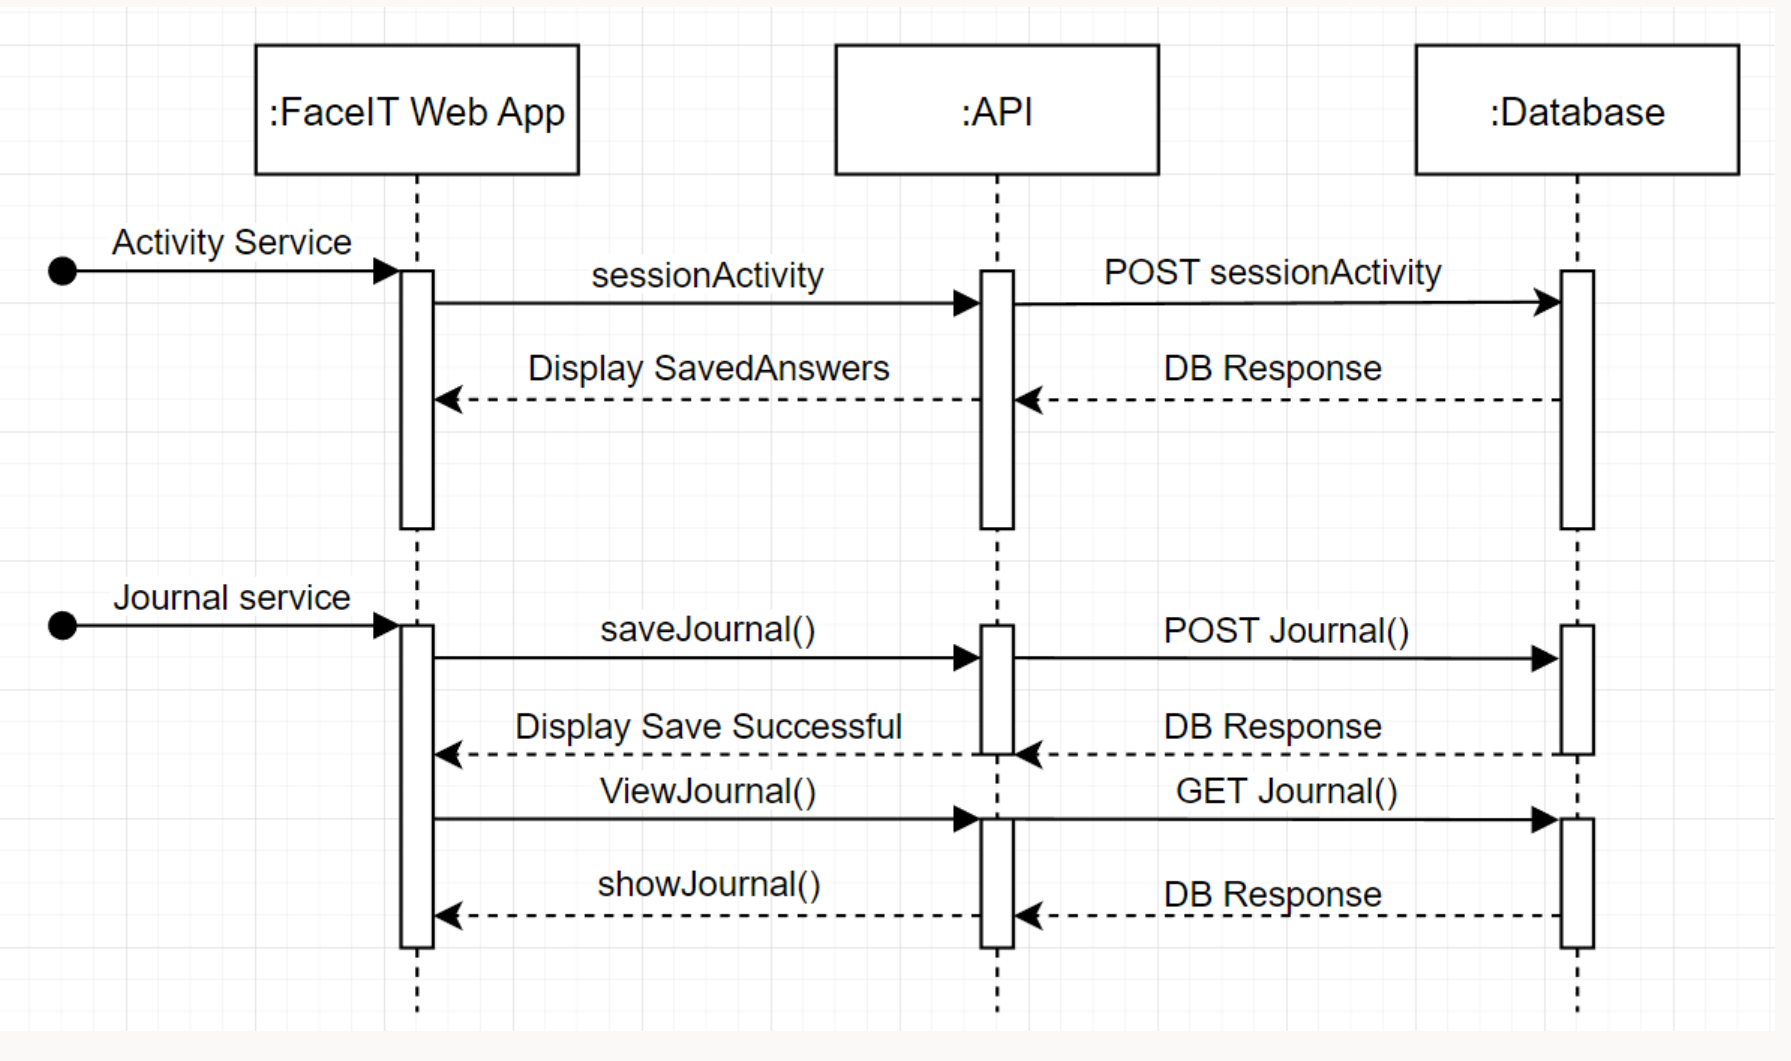 :FaceIT Web App
:API
:Database
Activity Service
sessionActivity
POST sessionActivity
Display SavedAnswers
DB Response
Journal service
saveJournal()
POST Journal()
Display Save Successful
DB Response
ViewJournal()
GET Journal()
showJournal()
DB Response